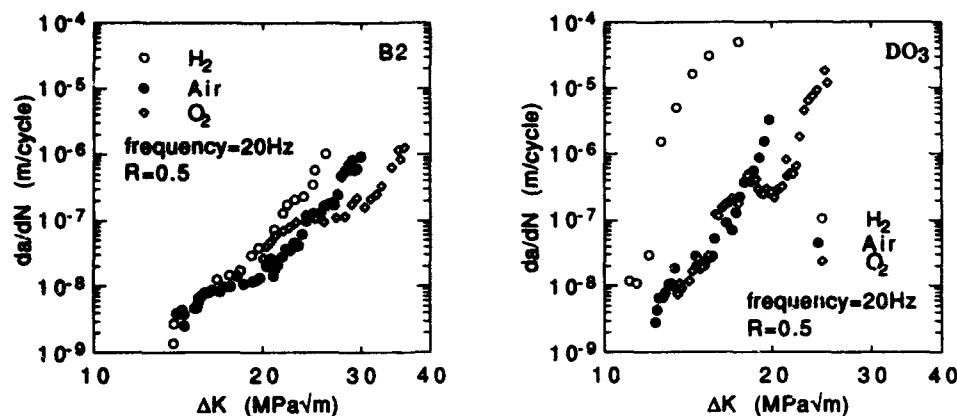 10⁻⁴
10⁻⁵
10⁻⁶
10⁻⁷
10⁻⁸
10⁻⁹
da/dN (m/cycle)
B2
H₂
Air
O₂
frequency=20Hz
R=0.5
10 20 30 40
ΔK (MPa√m)
10⁻⁴
10⁻⁵
10⁻⁶
10⁻⁷
10⁻⁸
10⁻⁹
da/dN (m/cycle)
DO₃
H₂
Air
O₂
frequency=20Hz
R=0.5
10 20 30 40
ΔK (MPa√m)